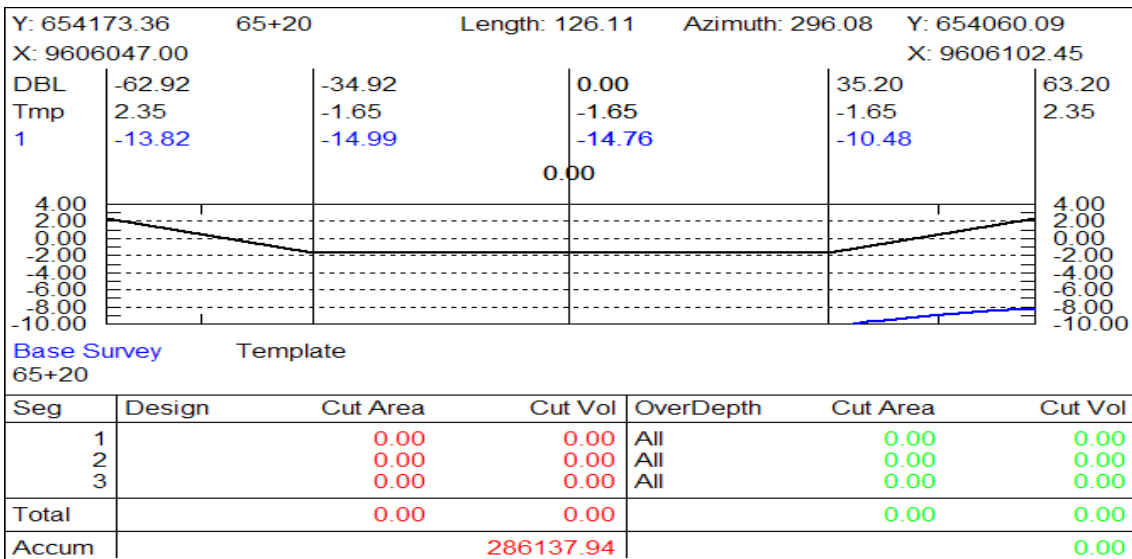 Y: 654173.36 65+20 Length: 126.11 Azimuth: 296.08 Y: 654060.09
X: 9606047.00 X: 9606102.45
DBL -62.92 -34.92 0.00 35.20 63.20
Tmp 2.35 -1.65 -1.65 -1.65 2.35
1 -13.82 -14.99 -14.76 -10.48
0.00
4.00 4.00
2.00 2.00
0.00 0.00
-2.00 -2.00
-4.00 -4.00
-6.00 -6.00
-8.00 -8.00
-10.00 -10.00
Base Survey Template
65+20
Seg Design Cut Area Cut Vol OverDepth Cut Area Cut Vol
1 0.00 0.00 All 0.00 0.00
2 0.00 0.00 All 0.00 0.00
3 0.00 0.00 All 0.00 0.00
Total 0.00 0.00 0.00 0.00
Accum 286137.94 0.00